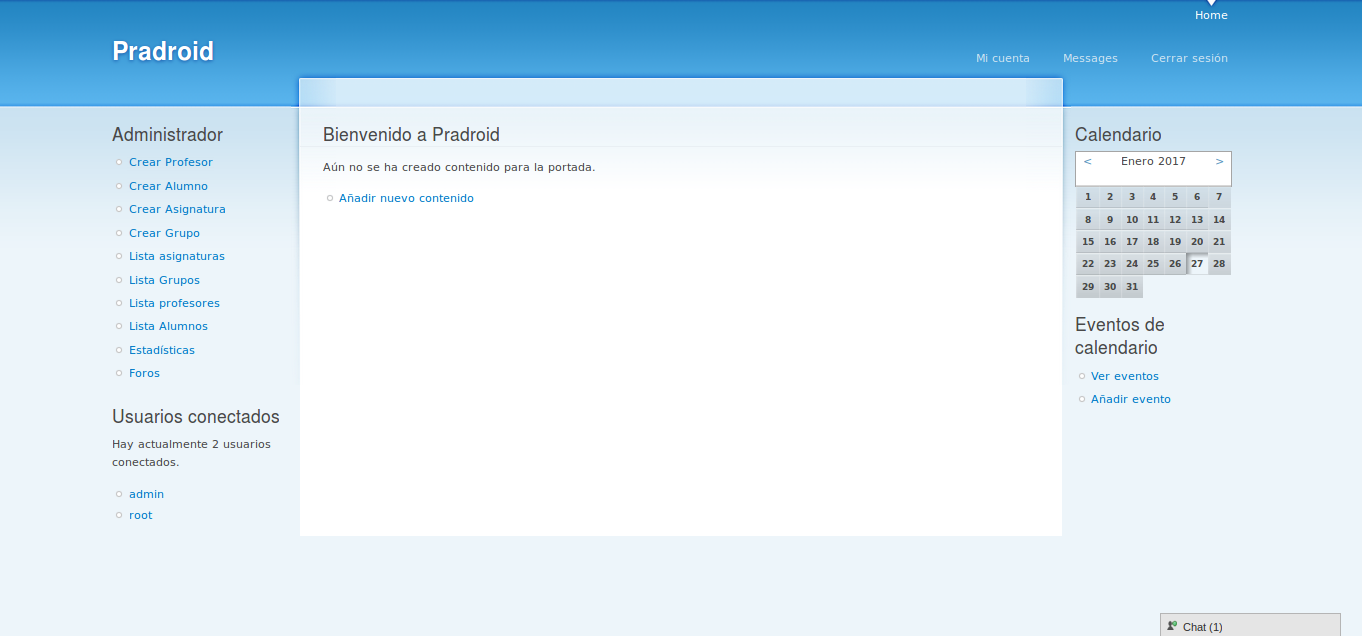 Home
Pradroid
Mi cuenta Messages Cerrar sesión
Administrador
Crear Profesor
Crear Alumno
Crear Asignatura
Crear Grupo
Lista asignaturas
Lista Grupos
Lista profesores
Lista Alumnos
Estadísticas
Foros
Usuarios conectados
Hay actualmente 2 usuarios
conectados.
admin
root
Bienvenido a Pradroid
Aún no se ha creado contenido para la portada.
Añadir nuevo contenido
Calendario
< Enero 2017 >
1 2 3 4 5 6 7
8 9 10 11 12 13 14
15 16 17 18 19 20 21
22 23 24 25 26 27 28
29 30 31
Eventos de
calendario
Ver eventos
Añadir evento
Chat (1)